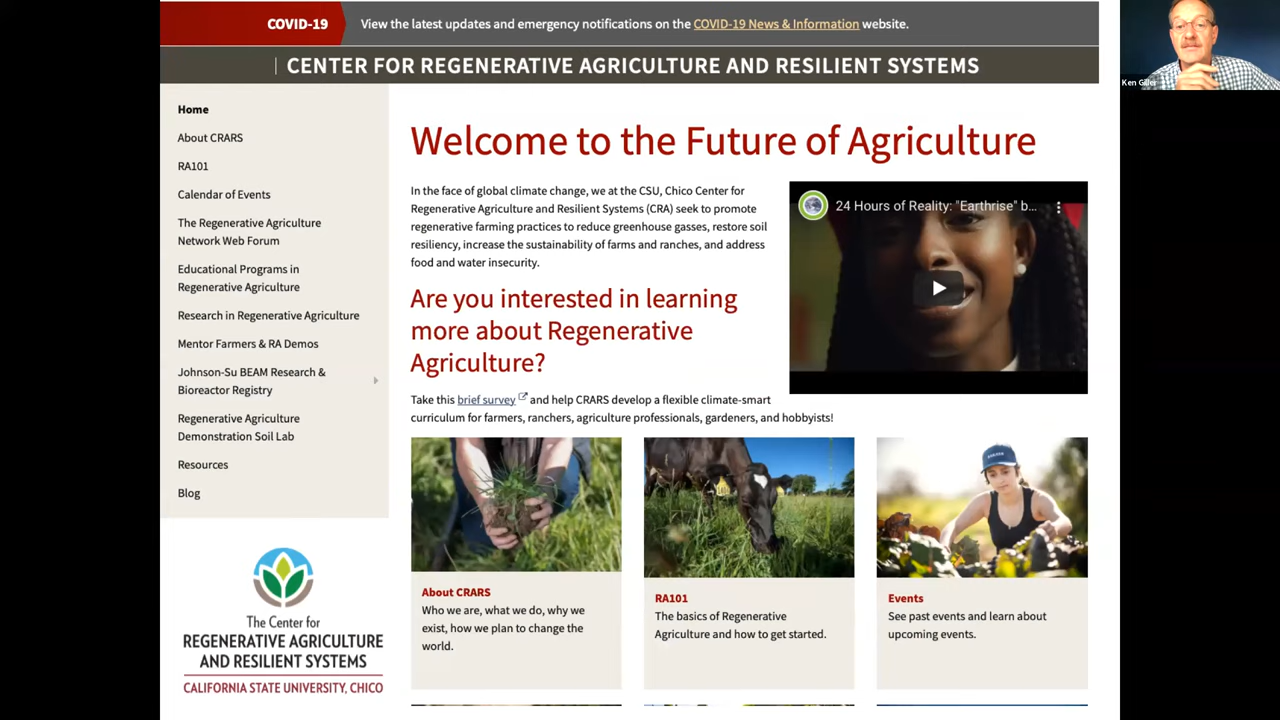 COVID-19
View the latest updates and emergency notifications on the COVID-19 News & Information website.
CENTER FOR REGENERATIVE AGRICULTURE AND RESILIENT SYSTEMS
Ken Giller
Home
About CRARS
RA101
Calendar of Events
The Regenerative Agriculture
Network Web Forum
Educational Programs in
Regenerative Agriculture
Research in Regenerative Agriculture
Mentor Farmers & RA Demos
Johnson-Su BEAM Research &
Bioreactor Registry
Regenerative Agriculture
Demonstration Soil Lab
Resources
Blog
The Center for
REGENERATIVE AGRICULTURE
AND RESILIENT SYSTEMS
CALIFORNIA STATE UNIVERSITY, CHICO
Welcome to the Future of Agriculture
In the face of global climate change, we at the CSU, Chico Center for
Regenerative Agriculture and Resilient Systems (CRA) seek to promote
regenerative farming practices to reduce greenhouse gasses, restore soil
resiliency, increase the sustainability of farms and ranches, and address
food and water insecurity.
24 Hours of Reality: "Earthrise" b...
Are you interested in learning
more about Regenerative
Agriculture?
Take this brief survey and help CRARS develop a flexible climate-smart
curriculum for farmers, ranchers, agriculture professionals, gardeners, and hobbyists!
About CRARS
Who we are, what we do, why we
exist, how we plan to change the
world.
RA101
The basics of Regenerative
Agriculture and how to get started.
Events
See past events and learn about
upcoming events.